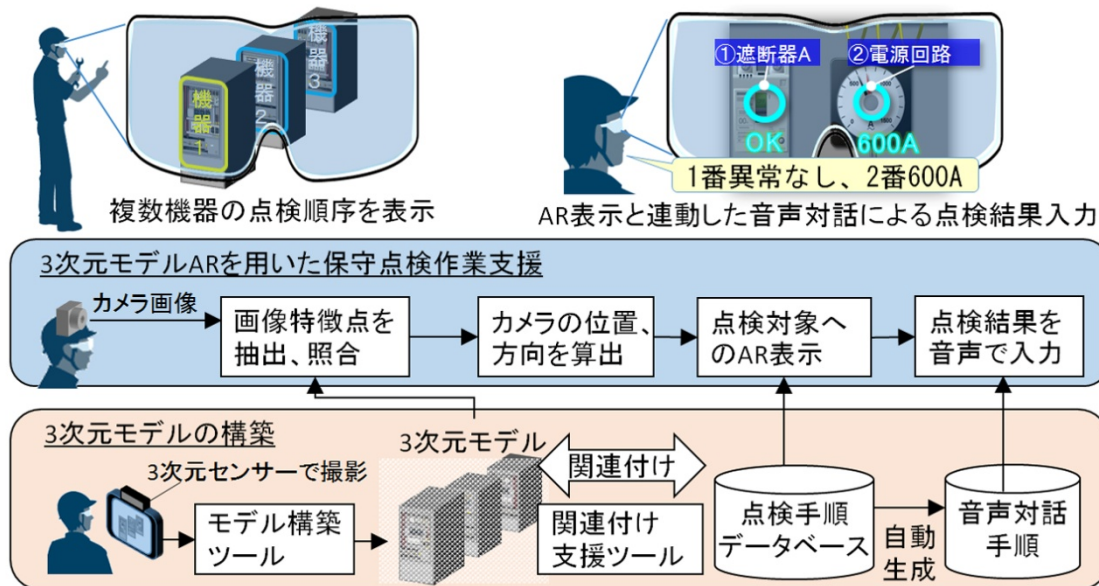 機器1
機器2
機器3
複数機器の点検順序を表示
①遮断器A
②電源回路
OK
600A
1番異常なし、2番600A
AR表示と連動した音声対話による点検結果入力
3次元モデルARを用いた保守点検作業支援
カメラ画像
画像特徴点を
抽出、照合
カメラの位置、
方向を算出
点検対象へ
のAR表示
点検結果を
音声で入力
3次元モデルの構築
3次元センサーで撮影
モデル構築
ツール
3次元モデル
関連付け
関連付け
支援ツール
点検手順
データベース
自動
生成
音声対話
手順